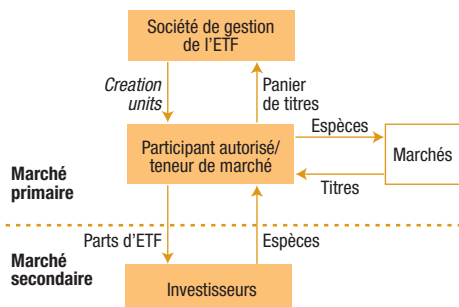 Société de gestion
de l'ETF
Creation
units
Panier
de titres
Participant autorisé/
teneur de marché
Espèces
Marchés
Titres
Marché
primaire
Parts d'ETF
Espèces
Marché
secondaire
Investisseurs